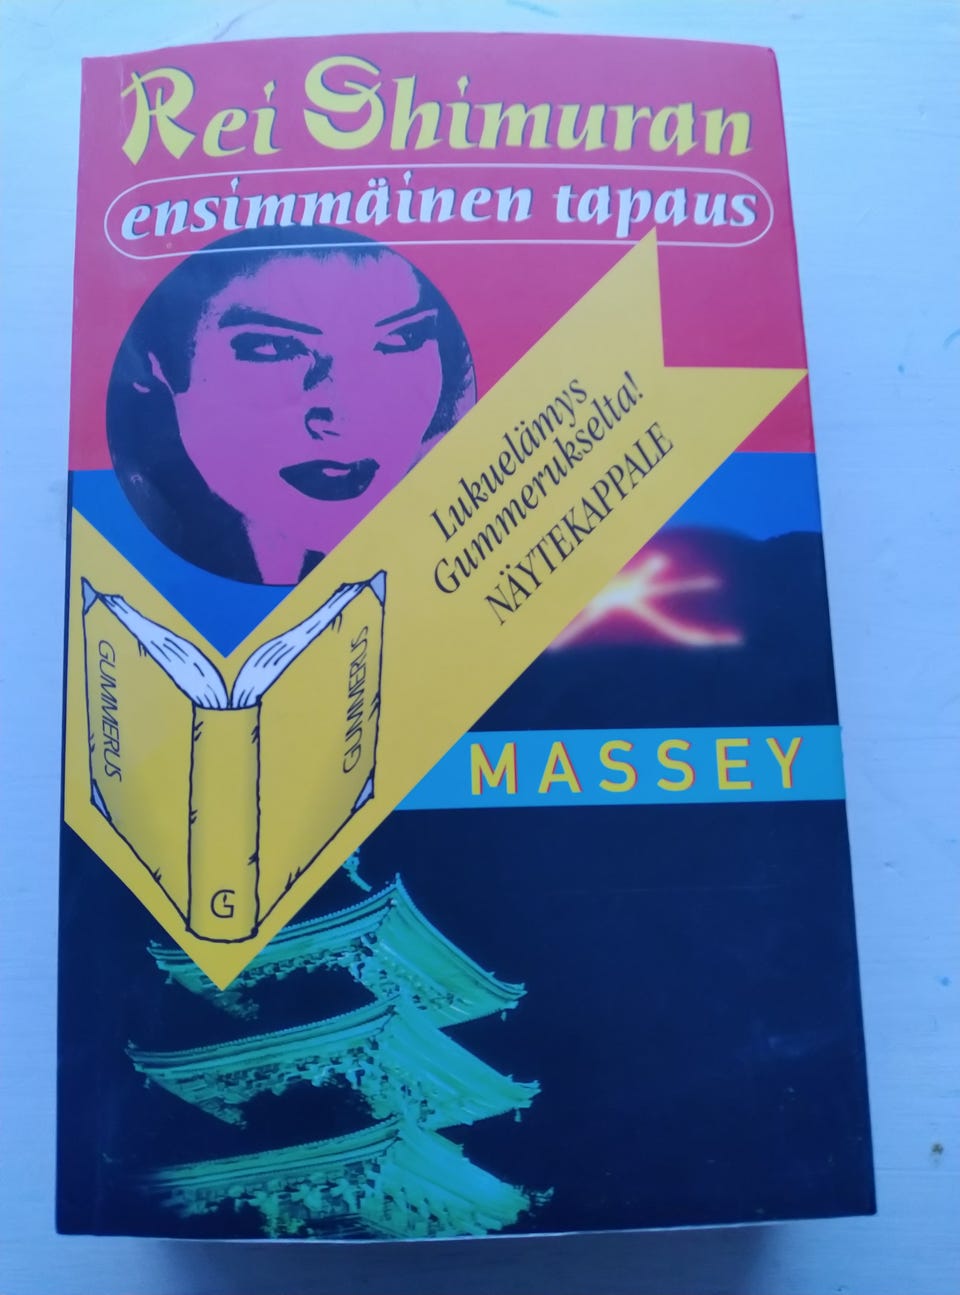 Rei Shimuran
ensimmäinen tapaus
Lukuelämys
Gummerukselta!
NÄYTEKAPPALE
GUMMERUS
GUMMERUS
MASSEY
G